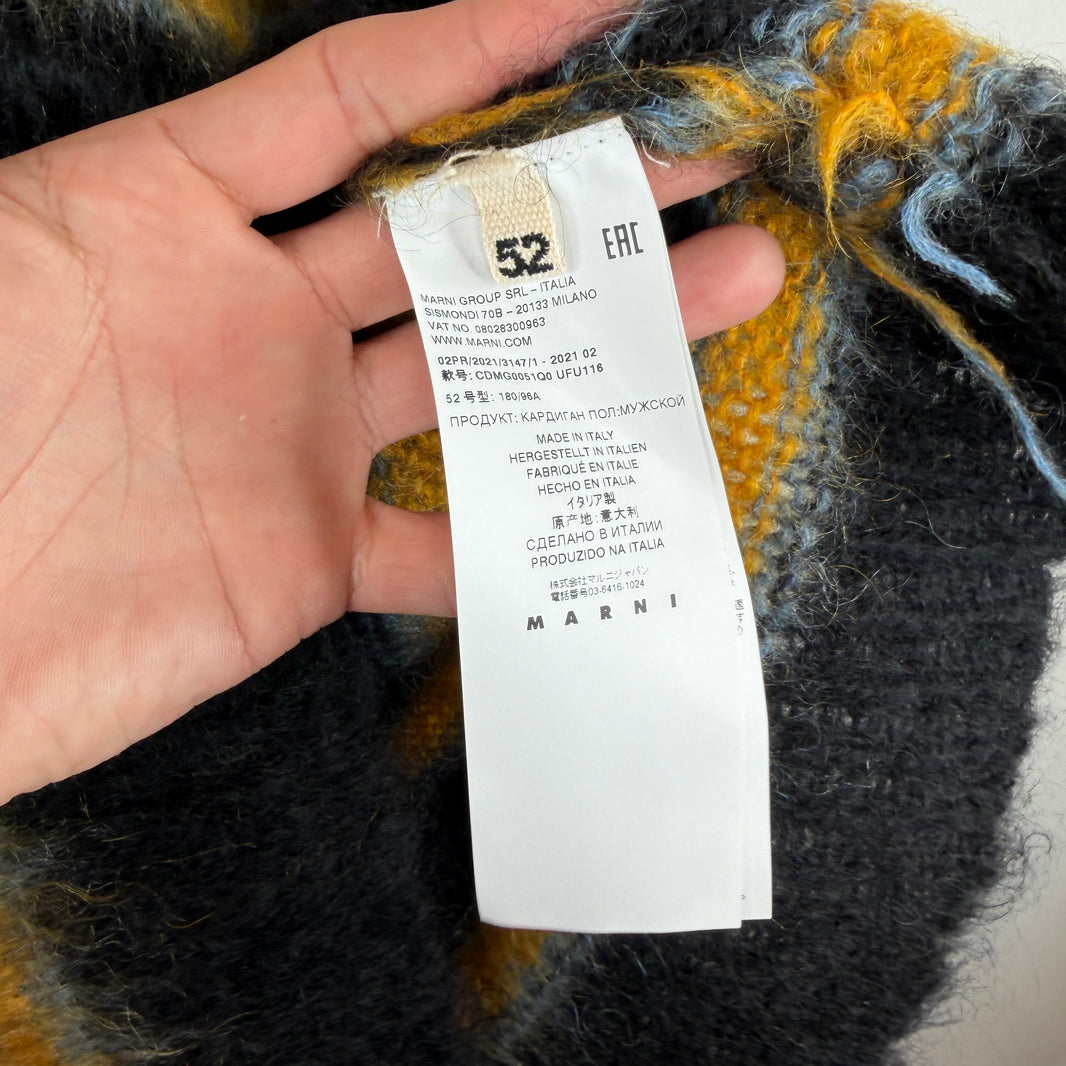 52
EAC
MARNI GROUP SRL – ITALIA
SISMONDI 70B – 20133 MILANO
VAT NO. 08028300963
WWW.MARNI.COM
02PR/2021/3147/1 - 2021 02
款号: CDMG0051Q0 UFU116
52 号型: 180/96A
ПРОДУКТ: КАРДИГАН ПОЛ:МУЖСКОЙ
MADE IN ITALY
HERGESTELLT IN ITALIEN
FABRIQUÉ EN ITALIE
HECHO EN ITALIA
イタリア製
原产地: 意大利
СДЕЛАНО В ИТАЛИИ
PRODUZIDO NA ITALIA
株式会社マルニジャパン
電話番号03-6416-1024
MARNI